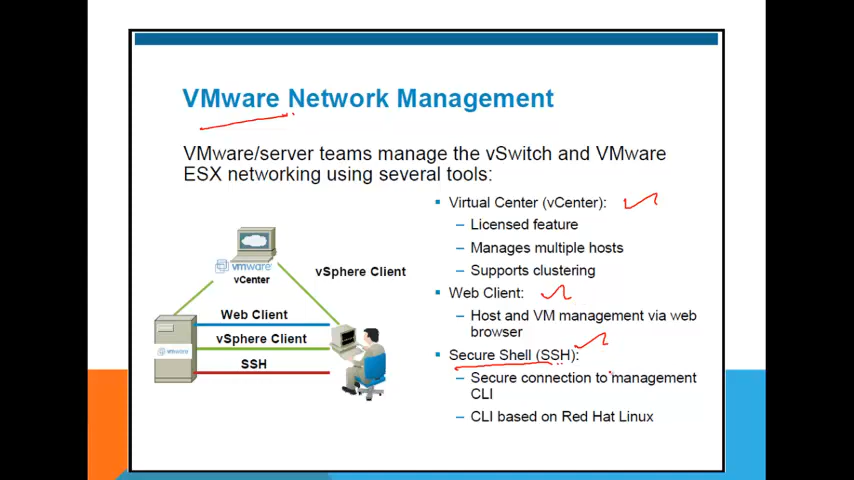 VMware Network Management
VMware/server teams manage the vSwitch and VMware
ESX networking using several tools:
Virtual Center (vCenter):
– Licensed feature
– Manages multiple hosts
– Supports clustering
Web Client:
– Host and VM management via web
browser
Secure Shell (SSH):
– Secure connection to management
CLI
– CLI based on Red Hat Linux
vmware
vCenter
vSphere Client
Web Client
vSphere Client
SSH
vmware